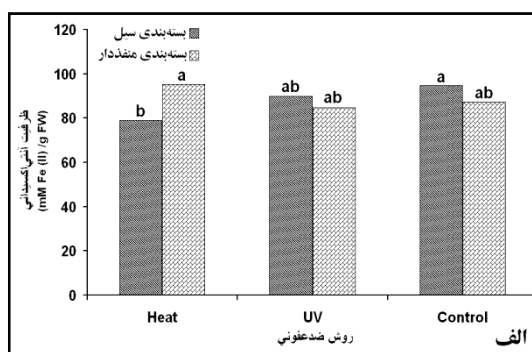 بسته‌بندی سیل
بسته‌بندی منفذدار
ظرفیت آنتی‌اکسیدانی
(mM Fe (II) /g FW)
120
100
80
60
40
20
0
b
a
ab
ab
a
ab
Heat
UV
Control
روش ضدعفونی
الف